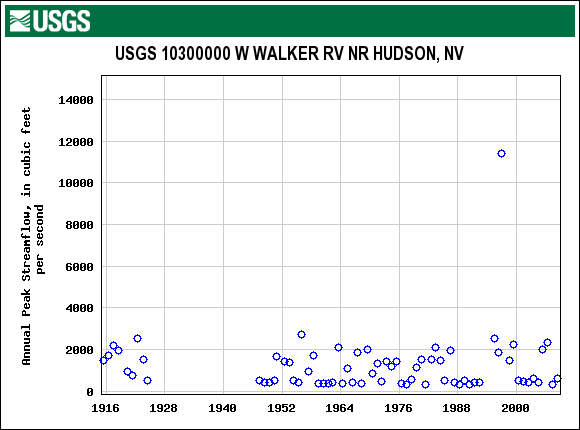 USGS
USGS 10300000 W WALKER RV NR HUDSON, NV
Annual Peak Streamflow, in cubic feet
per second
14000
12000
10000
8000
6000
4000
2000
0
1916 1928 1940 1952 1964 1976 1988 2000